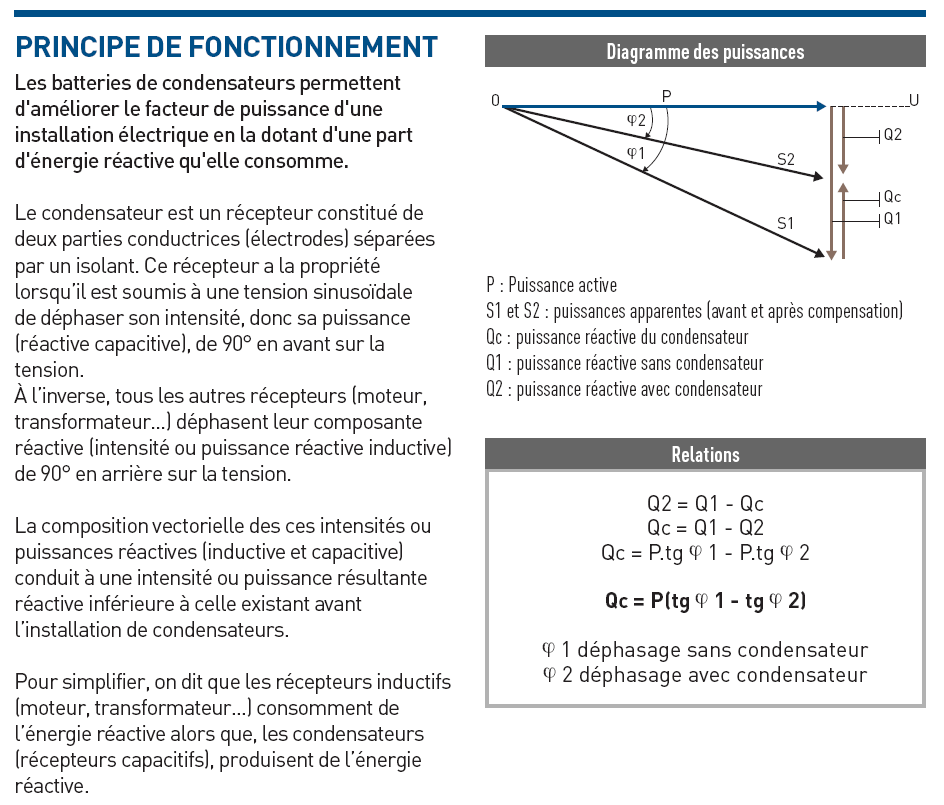 PRINCIPE DE FONCTIONNEMENT
Les batteries de condensateurs permettent
d'améliorer le facteur de puissance d'une
installation électrique en la dotant d'une part
d'énergie réactive qu'elle consomme.
Le condensateur est un récepteur constitué de
deux parties conductrices (électrodes) séparées
par un isolant. Ce récepteur a la propriété
lorsqu’il est soumis à une tension sinusoïdale
de déphaser son intensité, donc sa puissance
(réactive capacitive), de 90° en avant sur la
tension.
À l’inverse, tous les autres récepteurs (moteur,
transformateur...) déphasent leur composante
réactive (intensité ou puissance réactive inductive)
de 90° en arrière sur la tension.
La composition vectorielle des ces intensités ou
puissances réactives (inductive et capacitive)
conduit à une intensité ou puissance résultante
réactive inférieure à celle existant avant
l’installation de condensateurs.
Pour simplifier, on dit que les récepteurs inductifs
(moteur, transformateur...) consomment de
l’énergie réactive alors que, les condensateurs
(récepteurs capacitifs), produisent de l’énergie
réactive.
Diagramme des puissances
0
P
U
φ2
φ1
S2
S1
Q2
Qc
Q1
P : Puissance active
S1 et S2 : puissances apparentes (avant et après compensation)
Qc : puissance réactive du condensateur
Q1 : puissance réactive sans condensateur
Q2 : puissance réactive avec condensateur
Relations
Q2 = Q1 - Qc
Qc = Q1 - Q2
Qc = P.tg φ 1 - P.tg φ 2
Qc = P(tg φ 1 - tg φ 2)
φ 1 déphasage sans condensateur
φ 2 déphasage avec condensateur